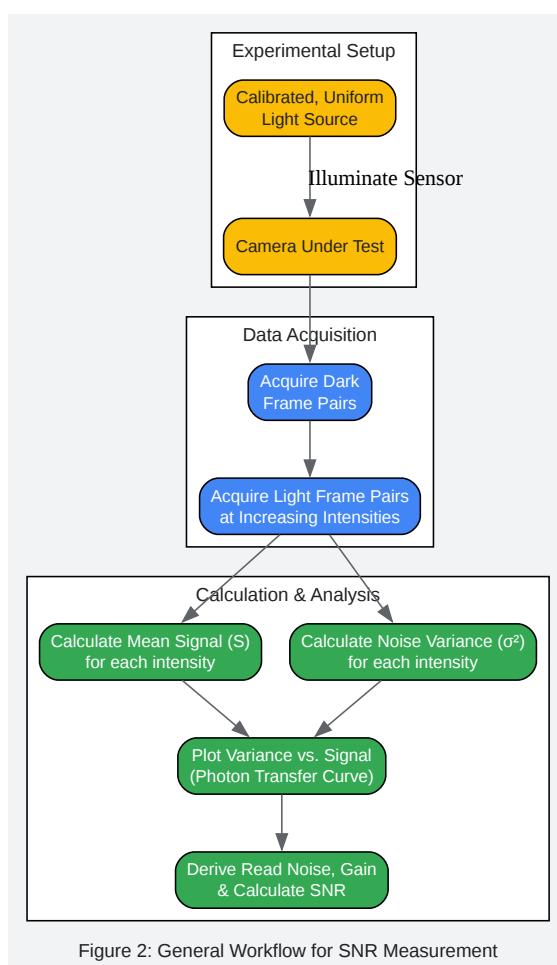 Experimental Setup
Calibrated, Uniform
Light Source
Illuminate Sensor
Camera Under Test
Data Acquisition
Acquire Dark
Frame Pairs
Acquire Light Frame Pairs
at Increasing Intensities
Calculation & Analysis
Calculate Mean Signal (S)
for each intensity
Calculate Noise Variance (σ²)
for each intensity
Plot Variance vs. Signal
(Photon Transfer Curve)
Derive Read Noise, Gain
& Calculate SNR
Figure 2: General Workflow for SNR Measurement